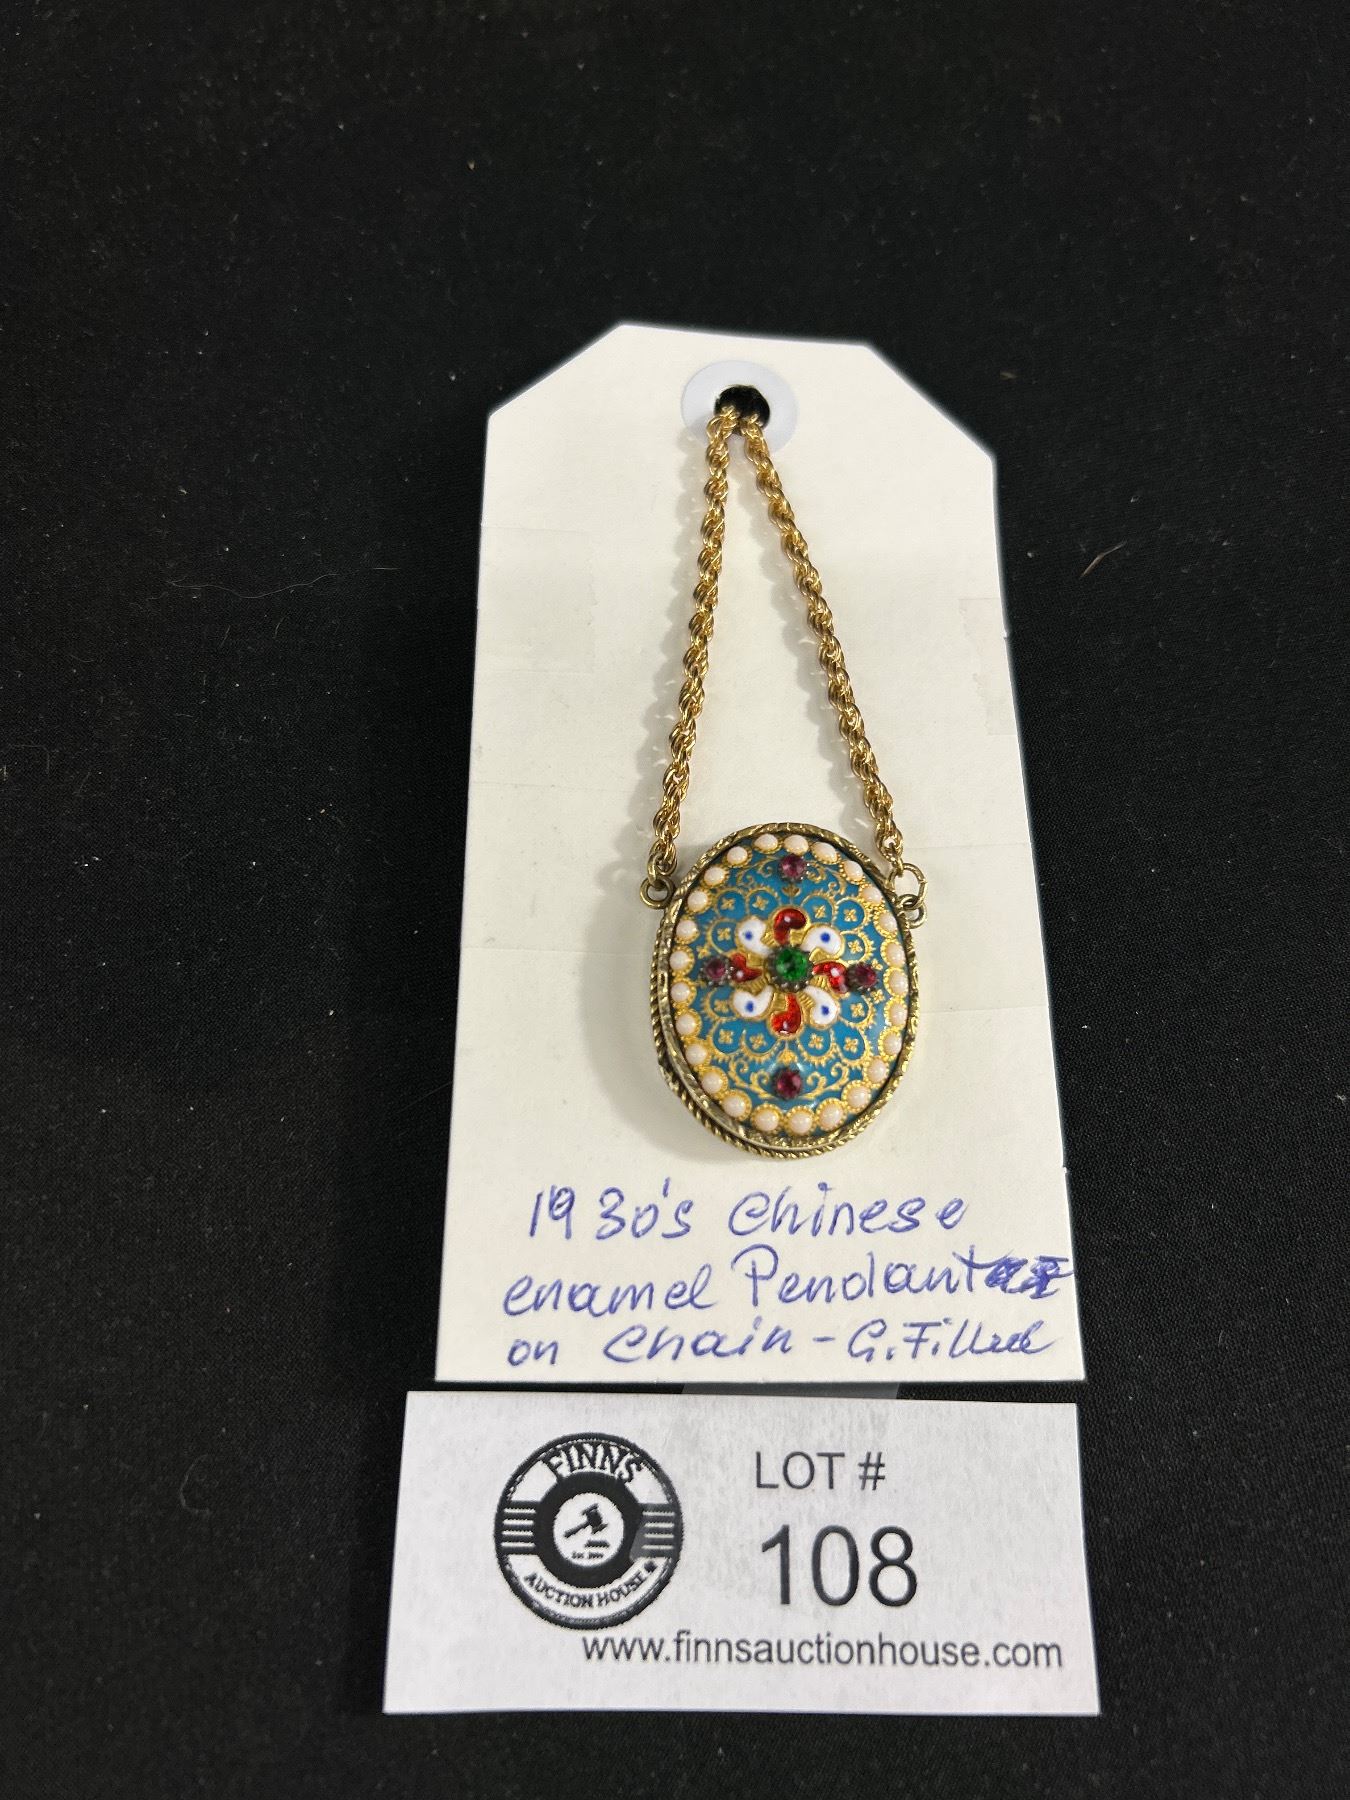 1930's Chinese
enamel Pendant
on Chain - G. Filled
FINNS
AUCTION HOUSE
LOT #
108
www.finnsauctionhouse.com